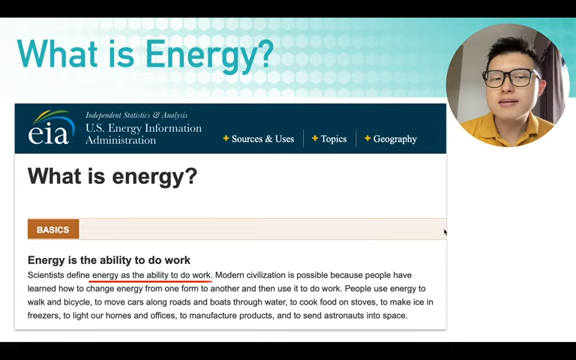 What is Energy?
eia
Independent Statistics & Analysis
U.S. Energy Information
Administration
+ Sources & Uses
+ Topics
+ Geography
What is energy?
BASICS
Energy is the ability to do work
Scientists define energy as the ability to do work. Modern civilization is possible because people have
learned how to change energy from one form to another and then use it to do work. People use energy to
walk and bicycle, to move cars along roads and boats through water, to cook food on stoves, to make ice in
freezers, to light our homes and offices, to manufacture products, and to send astronauts into space.